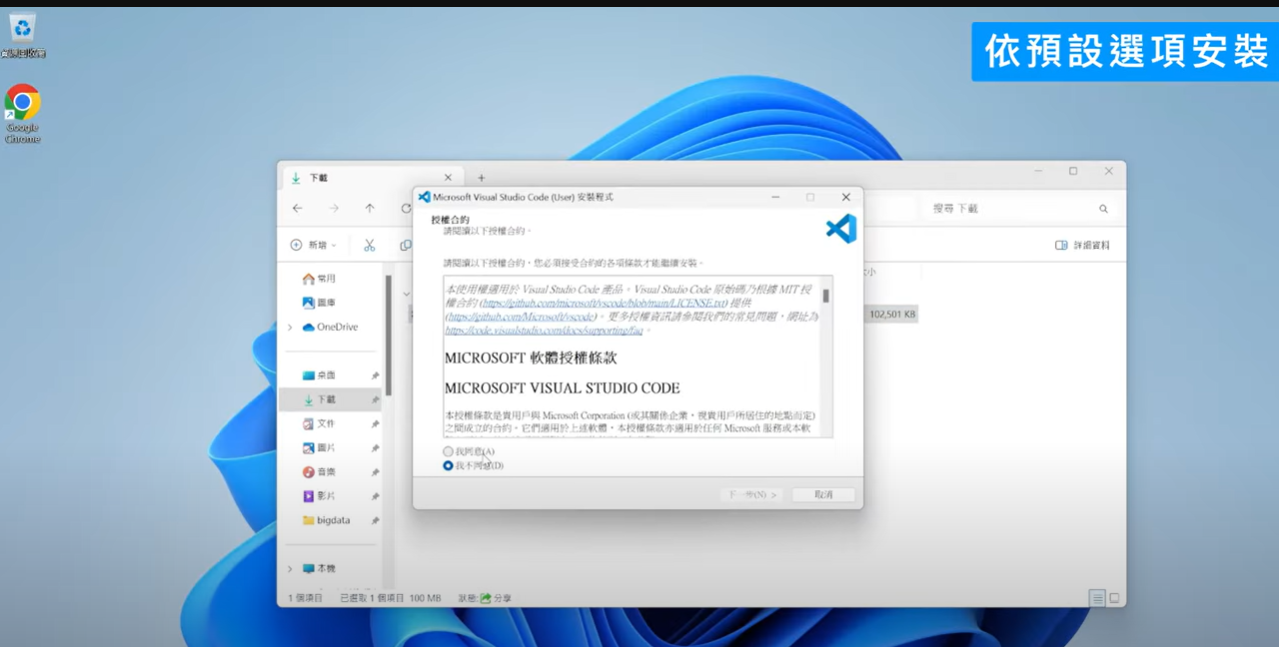 依預設選項安裝
Google
Chrome
下載
Microsoft Visual Studio Code (User) 安裝程式
授權合約
請閱讀以下授權合約。
搜尋 下載
新增
詳細資料
請閱讀以下授權合約,您必須接受合約的各項條款才能繼續安裝。
本使用權適用於 Visual Studio Code 產品。Visual Studio Code 原始碼乃根據 MIT 授
權合約 (https://github.com/microsoft/vscode/blob/main/LICENSE.txt) 提供
(https://github.com/Microsoft/vscode)。更多授權資訊請參閱我們的常見問題,網址為
https://code.visualstudio.com/docs/supporting/faq。
MICROSOFT 軟體授權條款
MICROSOFT VISUAL STUDIO CODE
本授權條款是貴用戶與 Microsoft Corporation (或其關係企業,視貴用戶所居住的地點而定)
之間成立的合約。它們適用於上述軟體。本授權條款亦適用於任何 Microsoft 服務或本軟
我同意(A)
我不同意(D)
下一步(N) >
取消
102,501 KB
常用
圖庫
OneDrive
桌面
下載
文件
圖片
音樂
影片
bigdata
本機
1 個項目
已選取 1 個項目 100 MB
狀態:
分享